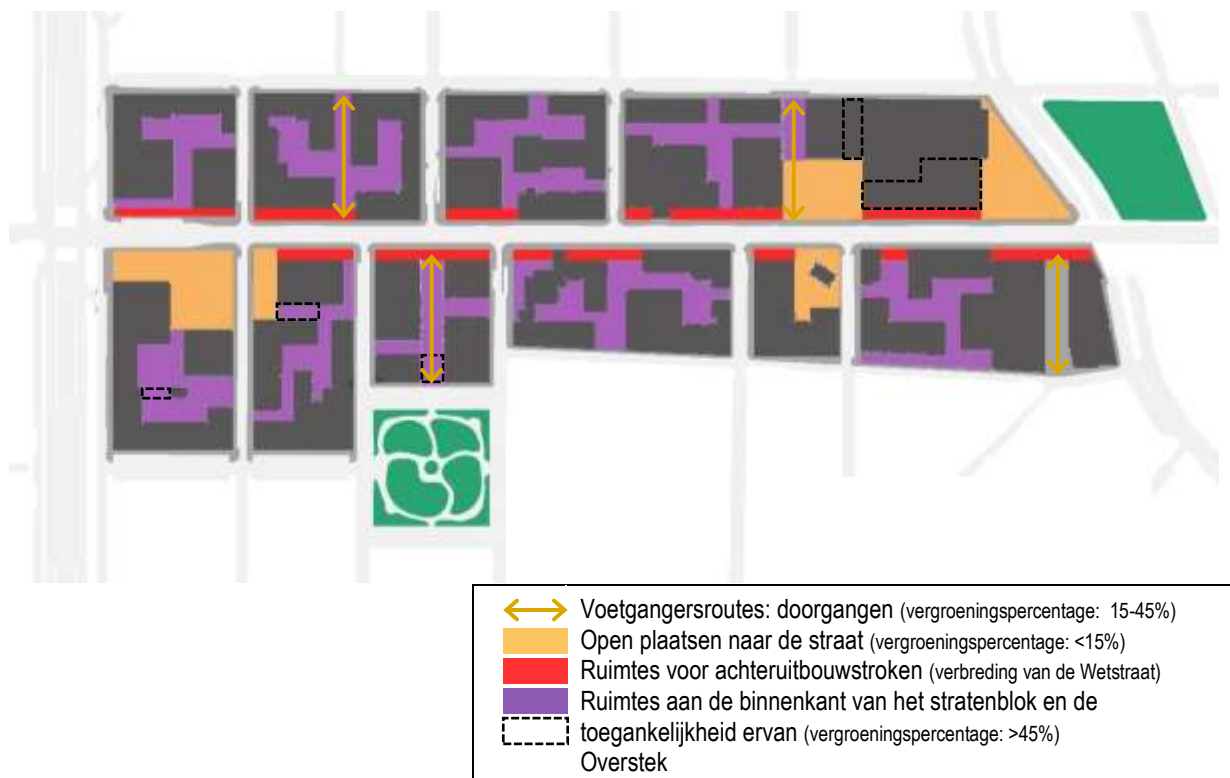 Voetgangersroutes: doorgangen (vergroeningspercentage: 15-45%)
Open plaatsen naar de straat (vergroeningspercentage: <15%)
Ruimtes voor achteruitbouwstroken (verbreding van de Wetstraat)
Ruimtes aan de binnenkant van het stratenblok en de
toegankelijkheid ervan (vergroeningspercentage: >45%)
Overstek